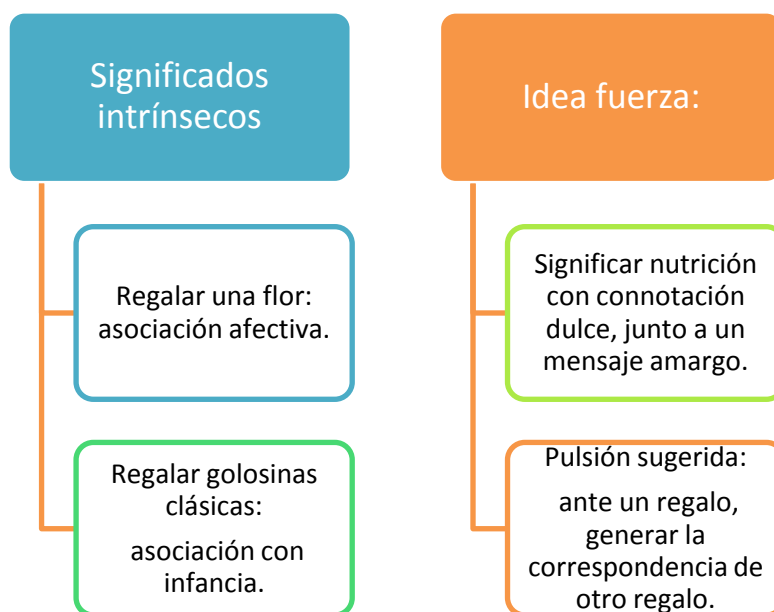 Significados
intrínsecos
Regalar una flor:
asociación afectiva.
Regalar golosinas
clásicas:
asociación con
infancia.
Idea fuerza:
Significar nutrición
con connotación
dulce, junto a un
mensaje amargo.
Pulsión sugerida:
ante un regalo,
generar la
correspondencia de
otro regalo.